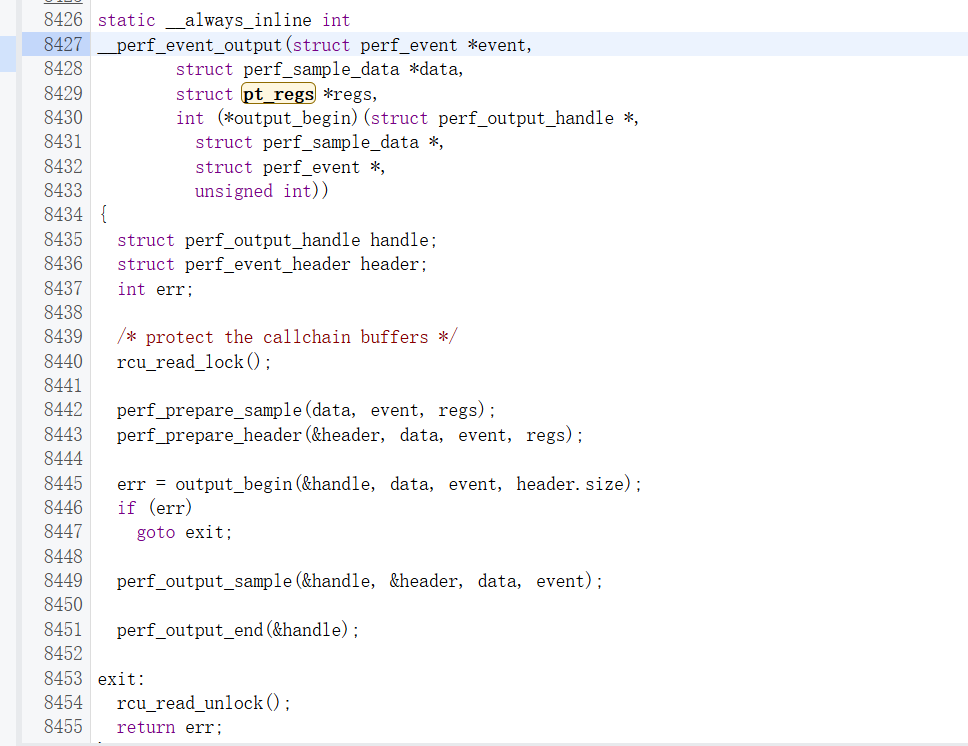 8426 static __always_inline int
8427 __perf_event_output(struct perf_event *event,
8428 struct perf_sample_data *data,
8429 struct pt_regs *regs,
8430 int (*output_begin)(struct perf_output_handle *,
8431 struct perf_sample_data *,
8432 struct perf_event *,
8433 unsigned int))
8434 {
8435 struct perf_output_handle handle;
8436 struct perf_event_header header;
8437 int err;
8438
8439 /* protect the callchain buffers */
8440 rcu_read_lock();
8441
8442 perf_prepare_sample(data, event, regs);
8443 perf_prepare_header(&header, data, event, regs);
8444
8445 err = output_begin(&handle, data, event, header.size);
8446 if (err)
8447 goto exit;
8448
8449 perf_output_sample(&handle, &header, data, event);
8450
8451 perf_output_end(&handle);
8452
8453 exit:
8454 rcu_read_unlock();
8455 return err;